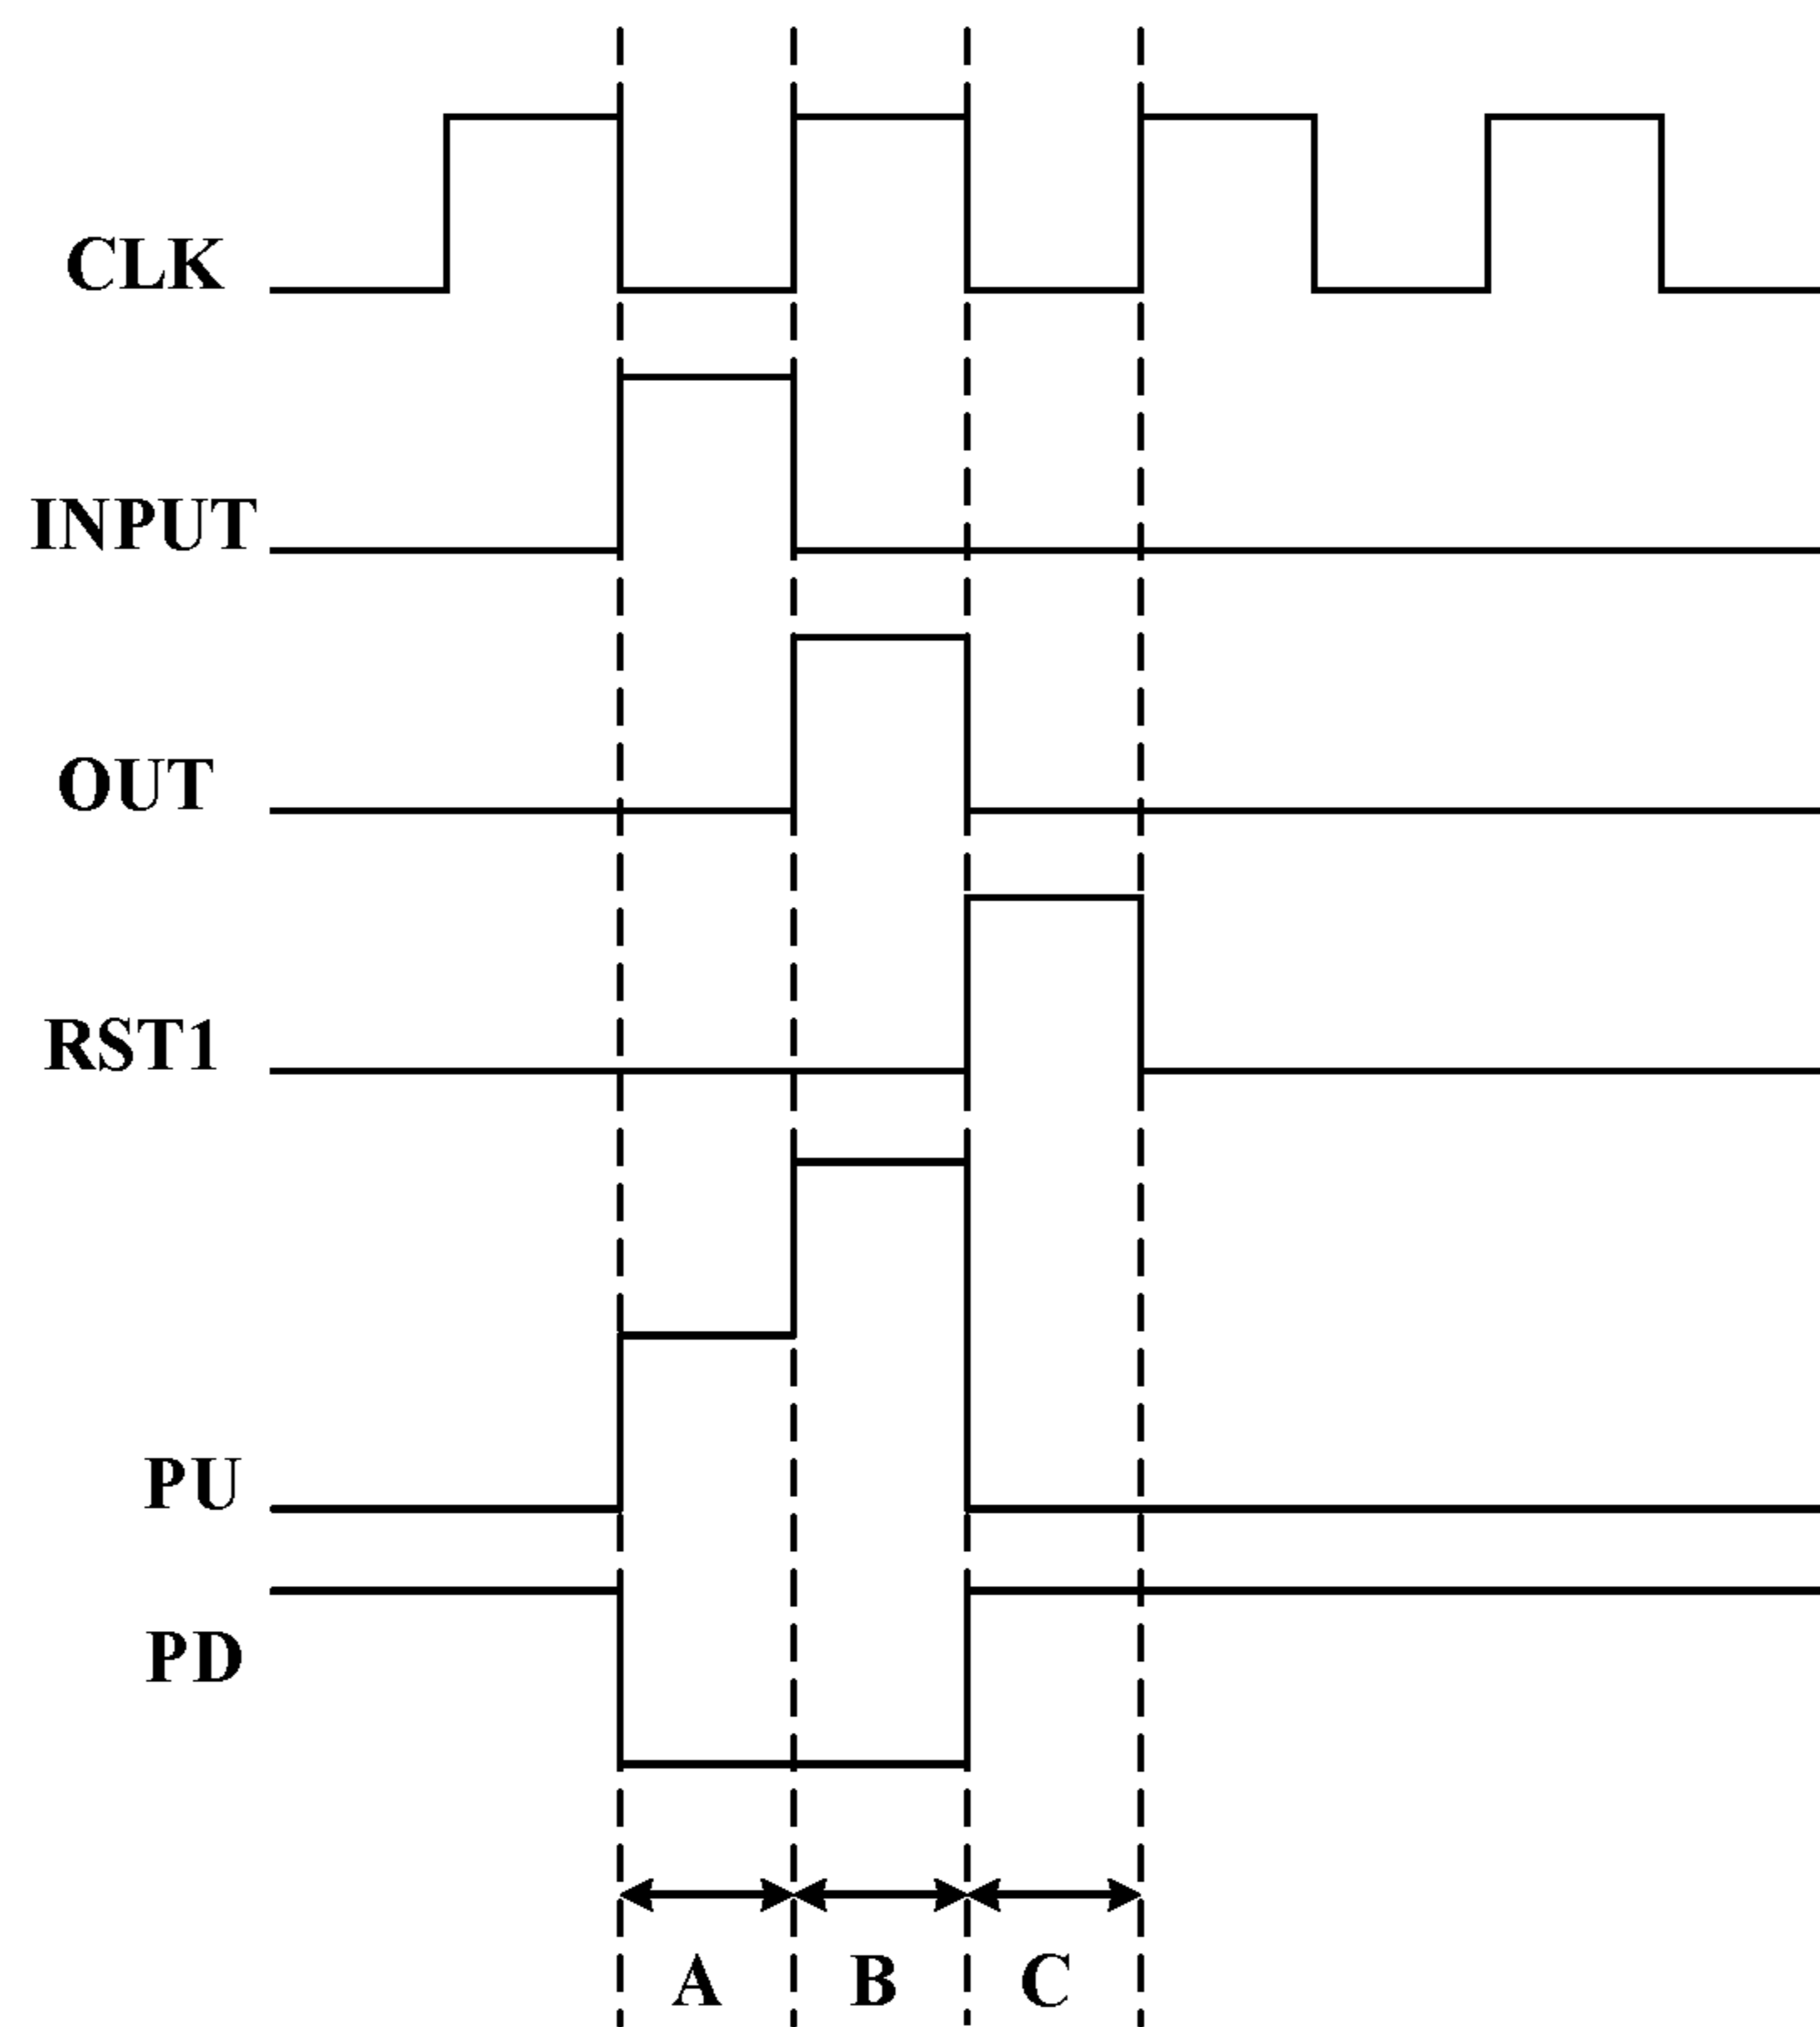 CLK
INPUT
OUT
RST1
PU
PD
A B C